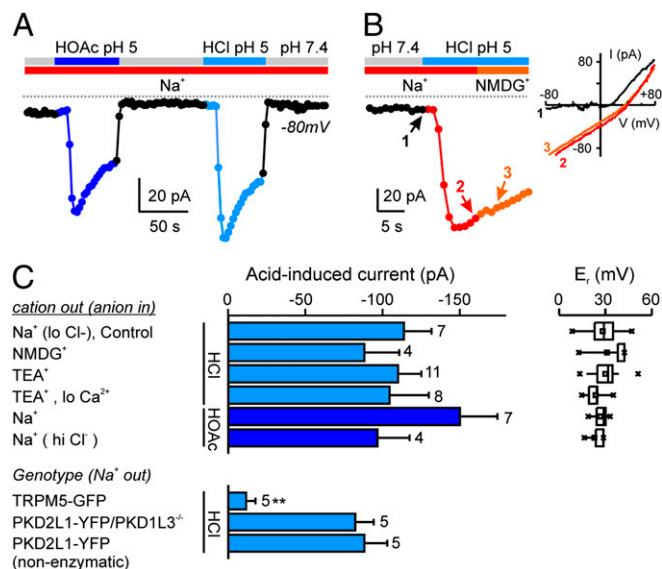 A
HOAc pH 5
HCl pH 5
pH 7.4
Na⁺
-80mV
20 pA
50 s
B
pH 7.4
HCl pH 5
Na⁺
NMDG⁺
1
2
3
20 pA
5 s
I (pA)
80
-80
+80
1
V (mV)
3
-80
2
C
Acid-induced current (pA)
Eᵣ (mV)
cation out (anion in)
0
-50
-100
-150
0
30
60
Na⁺ (lo Cl-), Control
7
NMDG⁺
4
TEA⁺
11
TEA⁺ , lo Ca²⁺
8
HCl
Na⁺
7
Na⁺ ( hi Cl⁻ )
4
HOAc
Genotype (Na⁺ out)
TRPM5-GFP
5 **
PKD2L1-YFP/PKD1L3⁻/⁻
5
PKD2L1-YFP
5
(non-enzymatic)
HCl